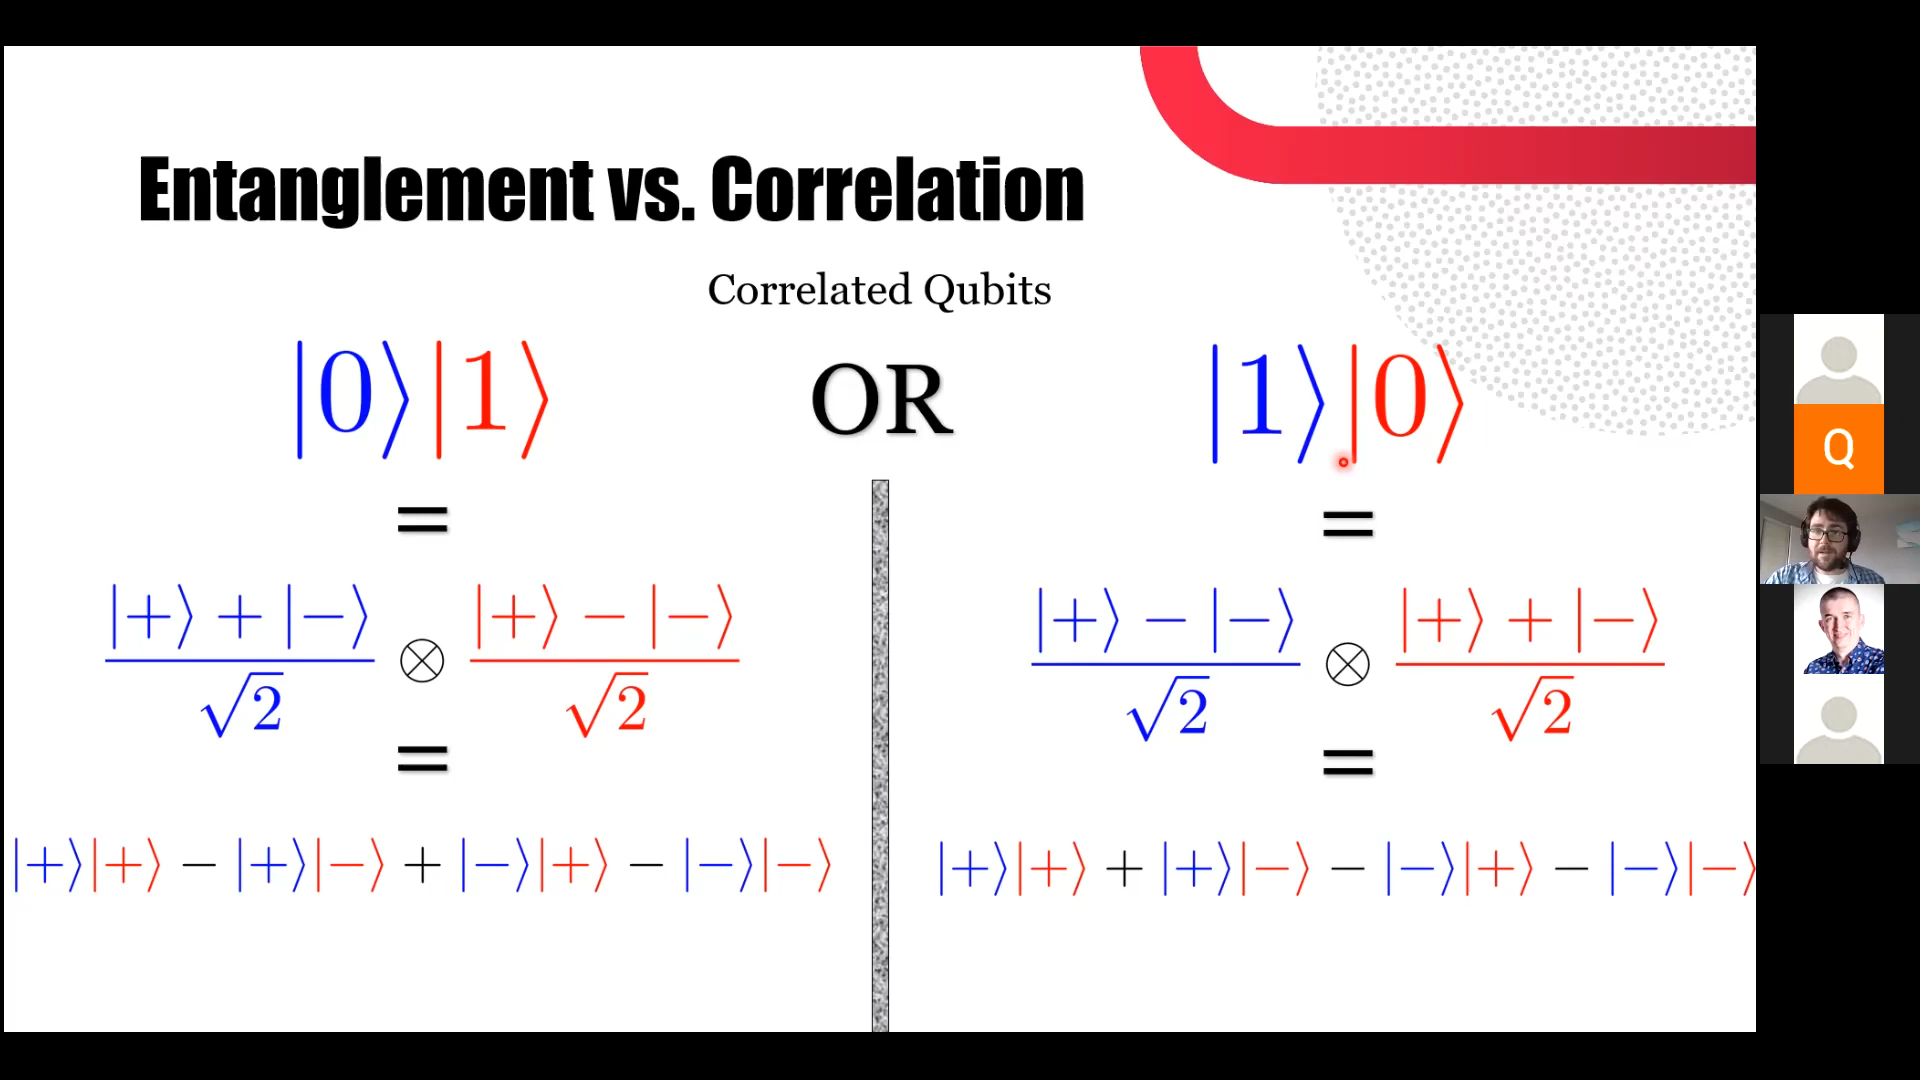 Entanglement vs. Correlation
Correlated Qubits
|0⟩|1⟩ OR |1⟩|0⟩
= =
|+⟩ + |−⟩ / √2 ⊗ |+⟩ − |−⟩ / √2
|+⟩ − |−⟩ / √2 ⊗ |+⟩ + |−⟩ / √2
= =
|+⟩|+⟩ − |+⟩|−⟩ + |−⟩|+⟩ − |−⟩|−⟩
|+⟩|+⟩ + |+⟩|−⟩ − |−⟩|+⟩ − |−⟩|−⟩
Q